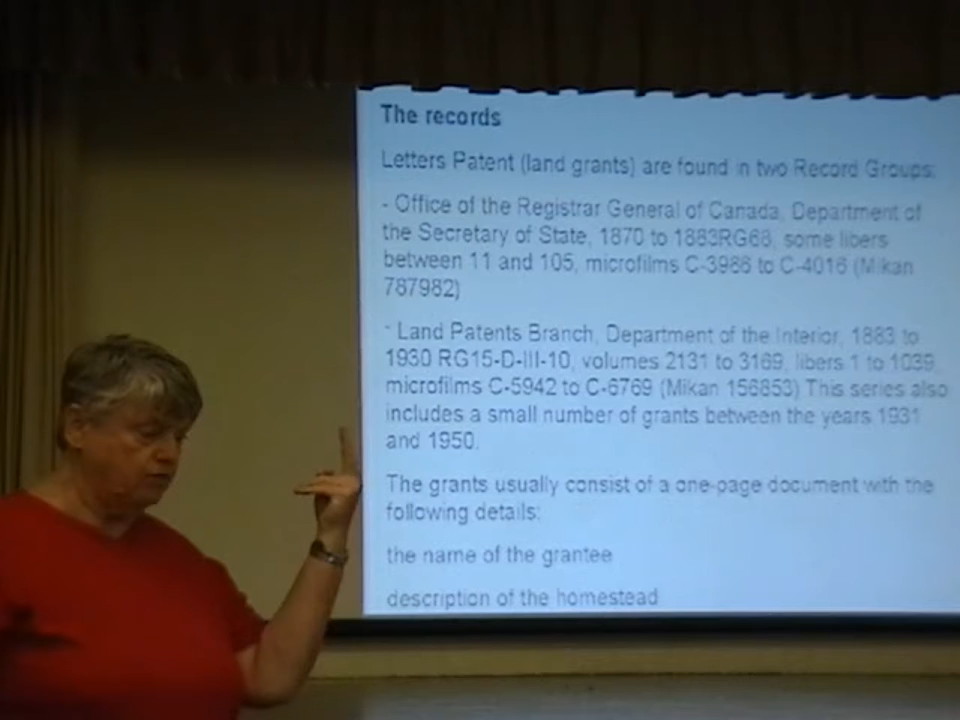 The records
Letters Patent (land grants) are found in two Record Groups:
- Office of the Registrar General of Canada, Department of
the Secretary of State, 1870 to 1883RG68, some libers
between 11 and 105, microfilms C-3986 to C-4016 (Mikan
787982)
- Land Patents Branch, Department of the Interior, 1883 to
1930 RG15-D-III-10, volumes 2131 to 3169, libers 1 to 1039,
microfilms C-5942 to C-6769 (Mikan 156853) This series also
includes a small number of grants between the years 1931
and 1950.
The grants usually consist of a one-page document with the
following details:
the name of the grantee
description of the homestead